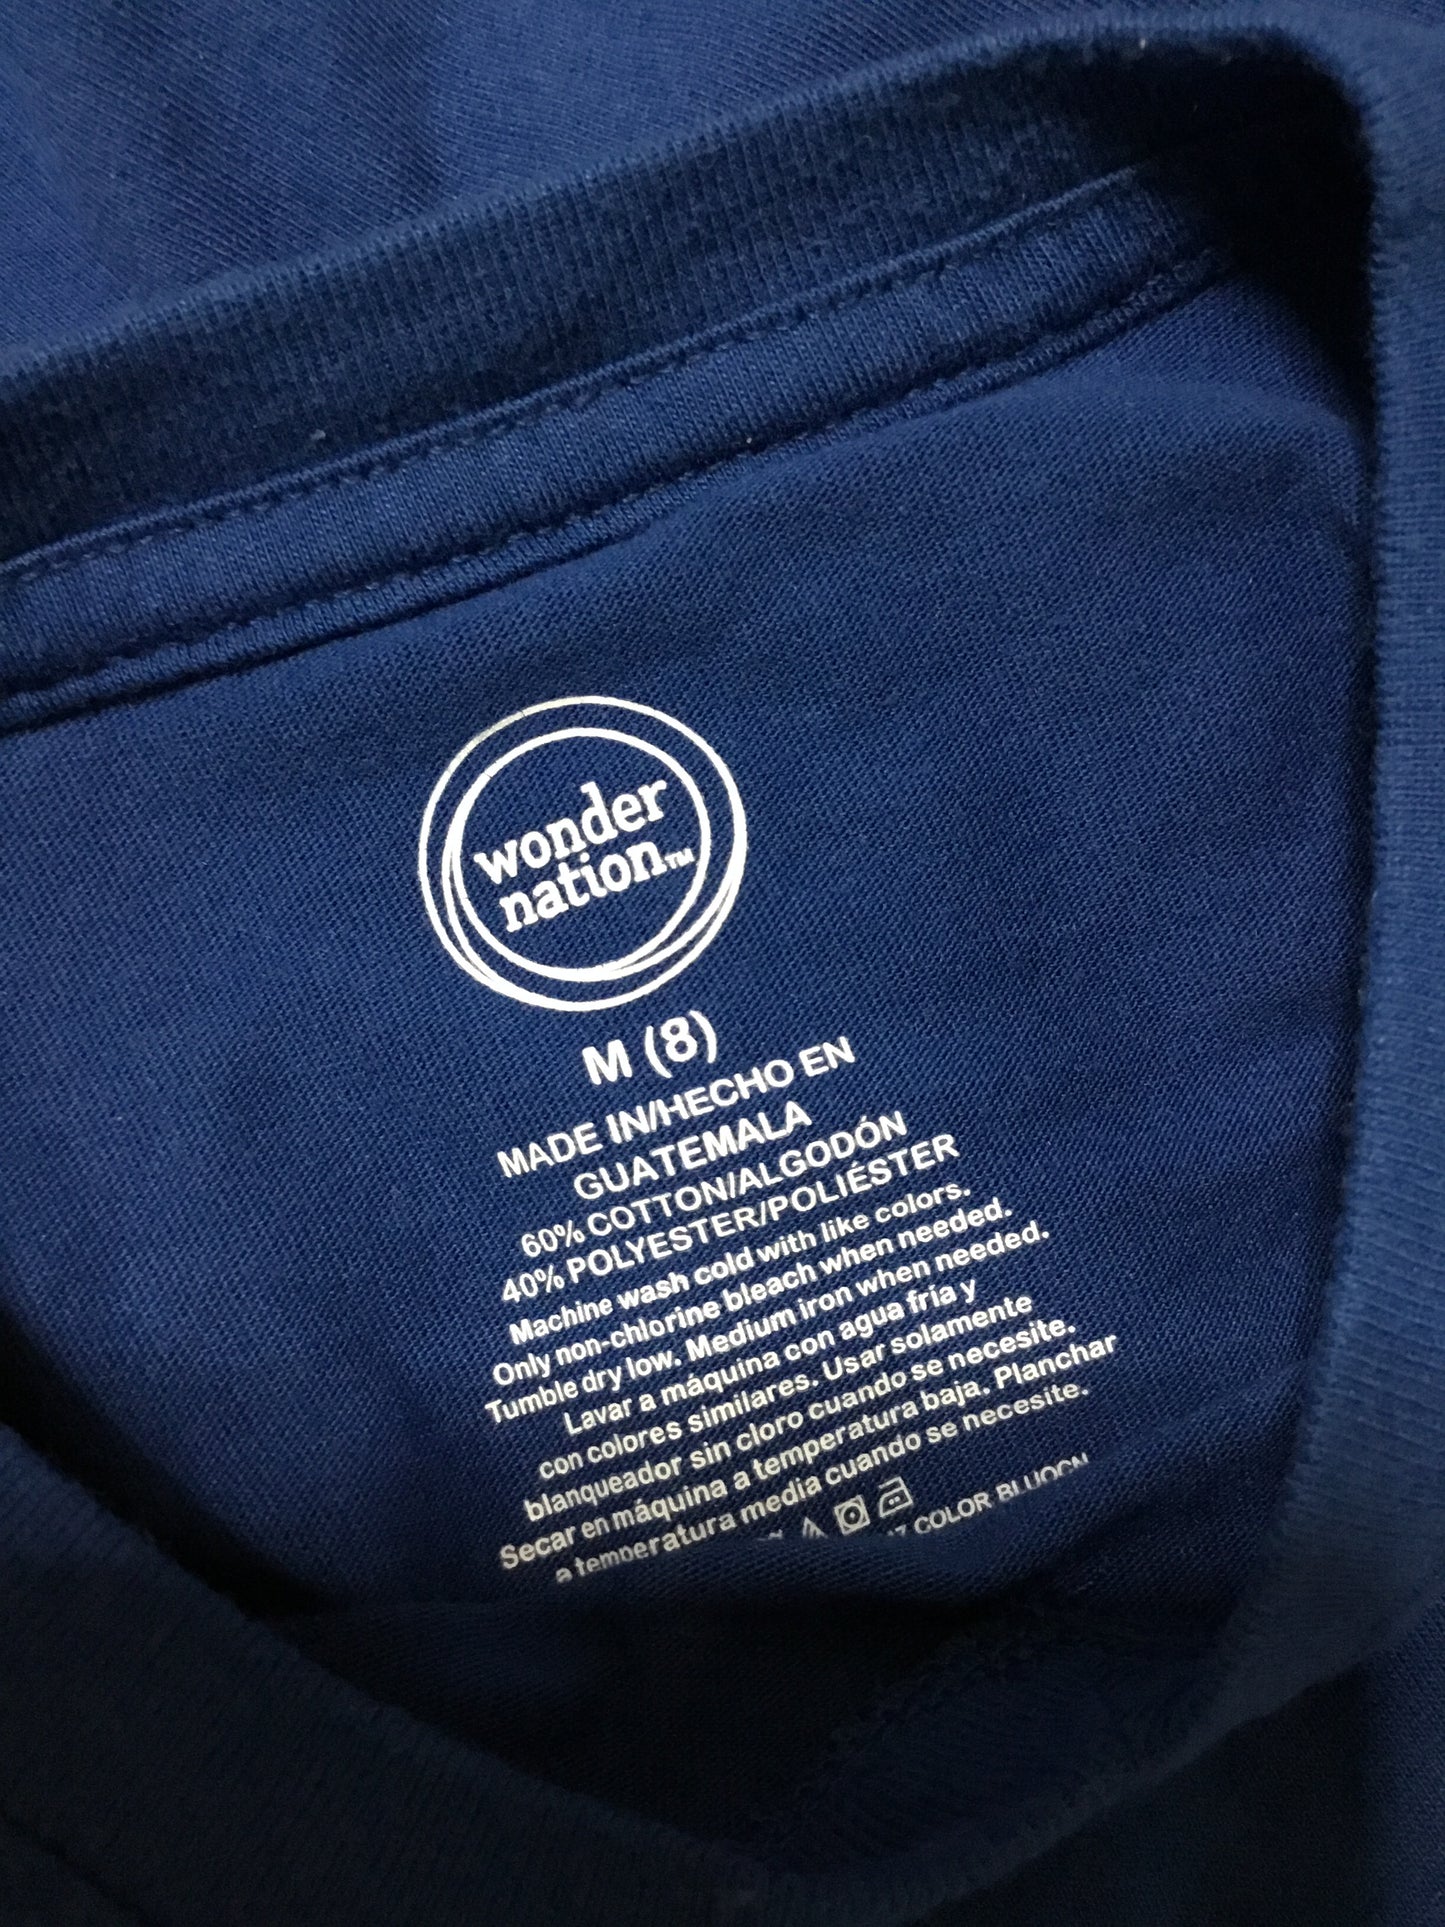 wonder
nation™
M (8)
MADE IN/HECHO EN
GUATEMALA
60% COTTON/ALGODÓN
40% POLYESTER/POLIÉSTER
Machine wash cold with like colors.
Only non-chlorine bleach when needed.
Tumble dry low. Medium iron when needed.
Lavar a máquina con agua fría y
con colores similares. Usar solamente
blanqueador sin cloro cuando se necesite.
Secar en máquina a temperatura baja. Planchar
a temperatura media cuando se necesite.
COLOR BLUOCN